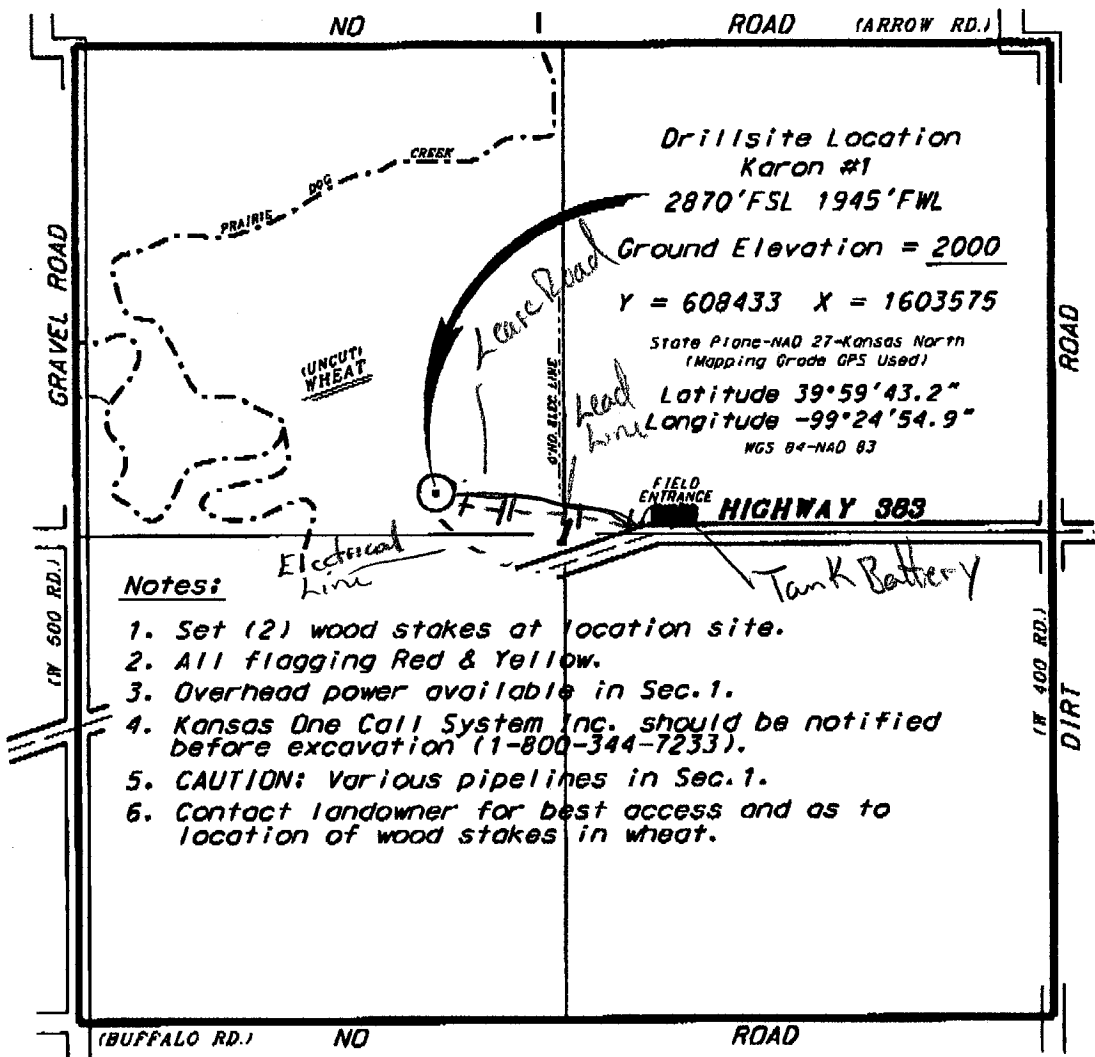 NO ROAD (ARROW RD.)
Drillsite Location
Karon #1
2870'FSL 1945'FWL
Ground Elevation = 2000
Y = 608433 X = 1603575
State Plane-NAD 27-Kansas North
(Mapping Grade GPS Used)
Latitude 39°59'43.2"
Longitude -99°24'54.9"
WGS 84-NAD 83
PRAIRIE DOG CREEK
GRAVEL ROAD
(UNCUT)
WHEAT
Lease Road
O'HD. ELEC LINE
Lead
Line
ROAD
FIELD
ENTRANCE
HIGHWAY 383
Electrical
Line
Tank Battery
(W 500 RD.)
(W 400 RD.)
DIRT
Notes:
1. Set (2) wood stakes at location site.
2. All flagging Red & Yellow.
3. Overhead power available in Sec.1.
4. Kansas One Call System Inc. should be notified
before excavation (1-800-344-7233).
5. CAUTION: Various pipelines in Sec.1.
6. Contact landowner for best access and as to
location of wood stakes in wheat.
(BUFFALO RD.) NO ROAD